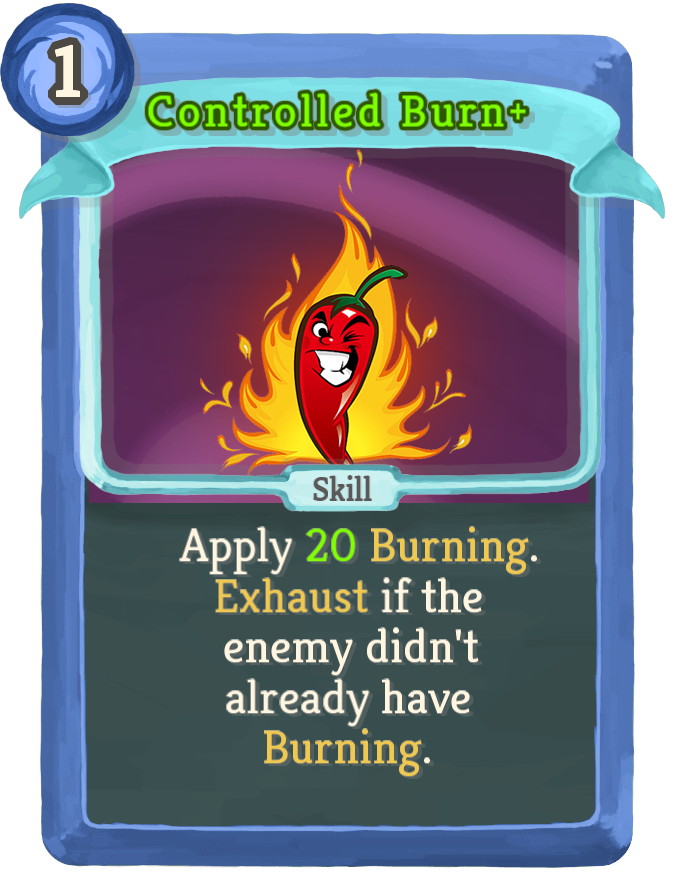 1
Controlled Burn+
Skill
Apply 20 Burning.
Exhaust if the
enemy didn't
already have
Burning.